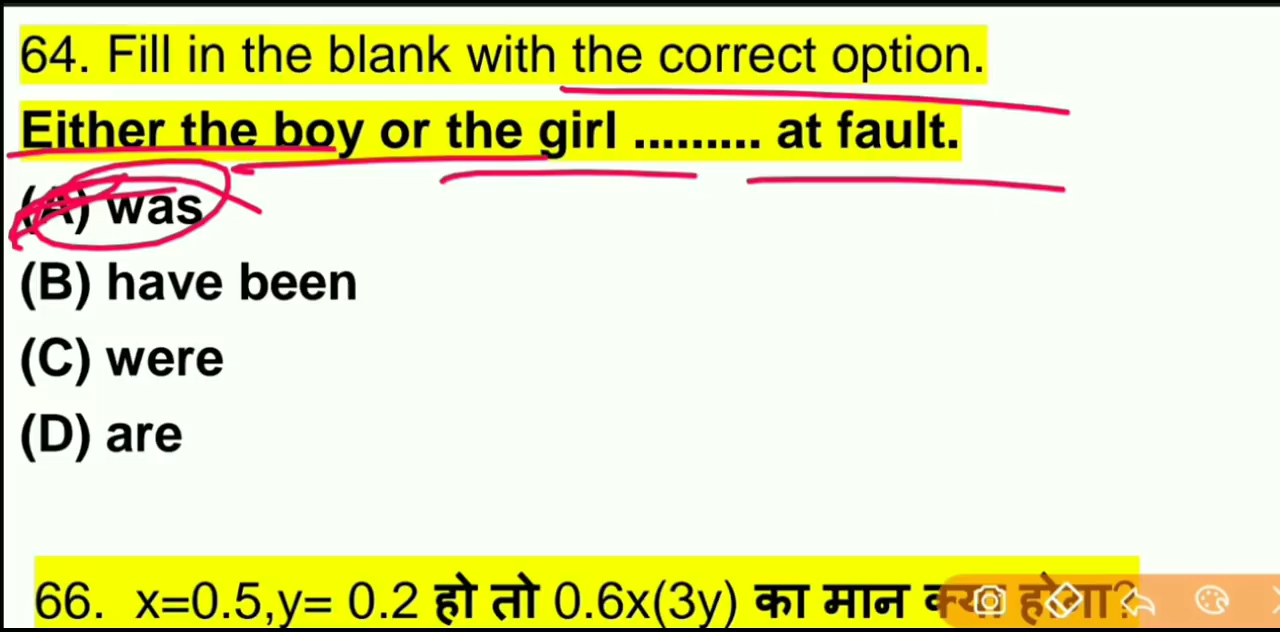 64. Fill in the blank with the correct option.
Either the boy or the girl ......... at fault.
(A) was
(B) have been
(C) were
(D) are
66. x=0.5,y= 0.2 हो तो 0.6x(3y) का मान क्या होगा?